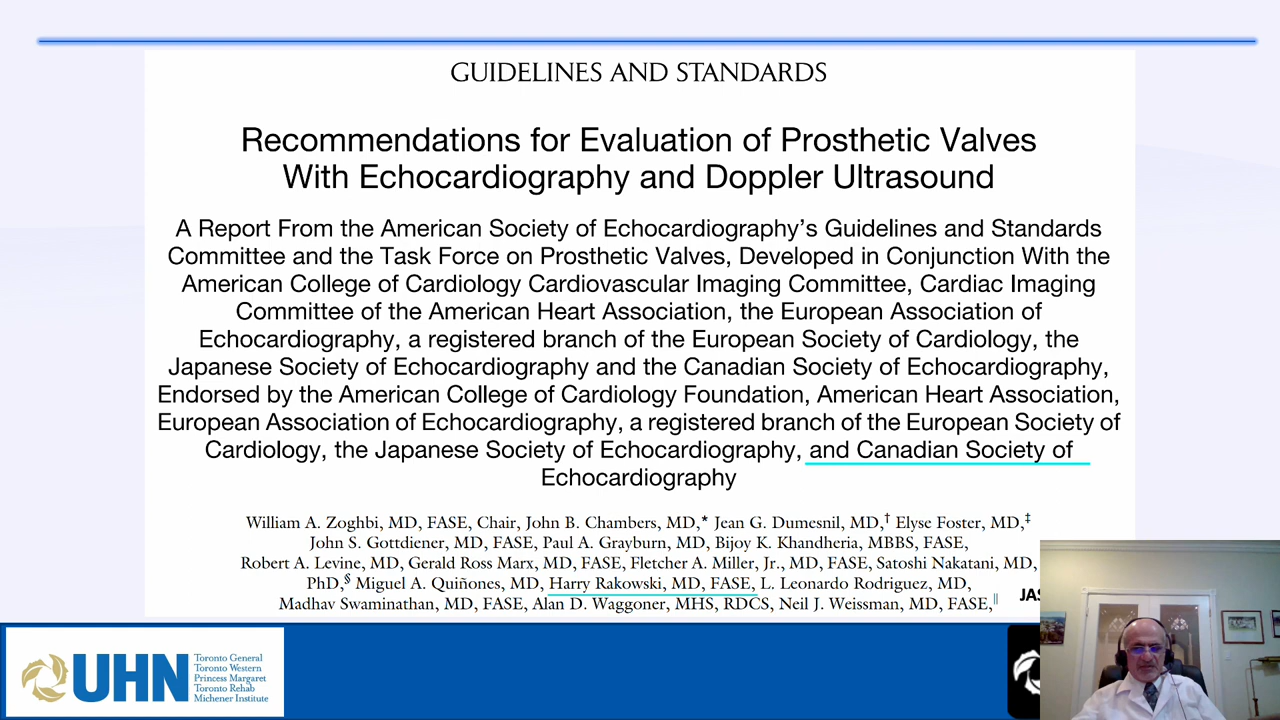 GUIDELINES AND STANDARDS
Recommendations for Evaluation of Prosthetic Valves
With Echocardiography and Doppler Ultrasound
A Report From the American Society of Echocardiography’s Guidelines and Standards
Committee and the Task Force on Prosthetic Valves, Developed in Conjunction With the
American College of Cardiology Cardiovascular Imaging Committee, Cardiac Imaging
Committee of the American Heart Association, the European Association of
Echocardiography, a registered branch of the European Society of Cardiology, the
Japanese Society of Echocardiography and the Canadian Society of Echocardiography,
Endorsed by the American College of Cardiology Foundation, American Heart Association,
European Association of Echocardiography, a registered branch of the European Society of
Cardiology, the Japanese Society of Echocardiography, and Canadian Society of
Echocardiography
William A. Zoghbi, MD, FASE, Chair, John B. Chambers, MD,* Jean G. Dumesnil, MD,† Elyse Foster, MD,‡
John S. Gottdiener, MD, FASE, Paul A. Grayburn, MD, Bijoy K. Khandheria, MBBS, FASE,
Robert A. Levine, MD, Gerald Ross Marx, MD, FASE, Fletcher A. Miller, Jr., MD, FASE, Satoshi Nakatani, MD,
PhD,§ Miguel A. Quiñones, MD, Harry Rakowski, MD, FASE, L. Leonardo Rodriguez, MD,
Madhav Swaminathan, MD, FASE, Alan D. Waggoner, MHS, RDCS, Neil J. Weissman, MD, FASE,‖
UHN
Toronto General
Toronto Western
Princess Margaret
Toronto Rehab
Michener Institute